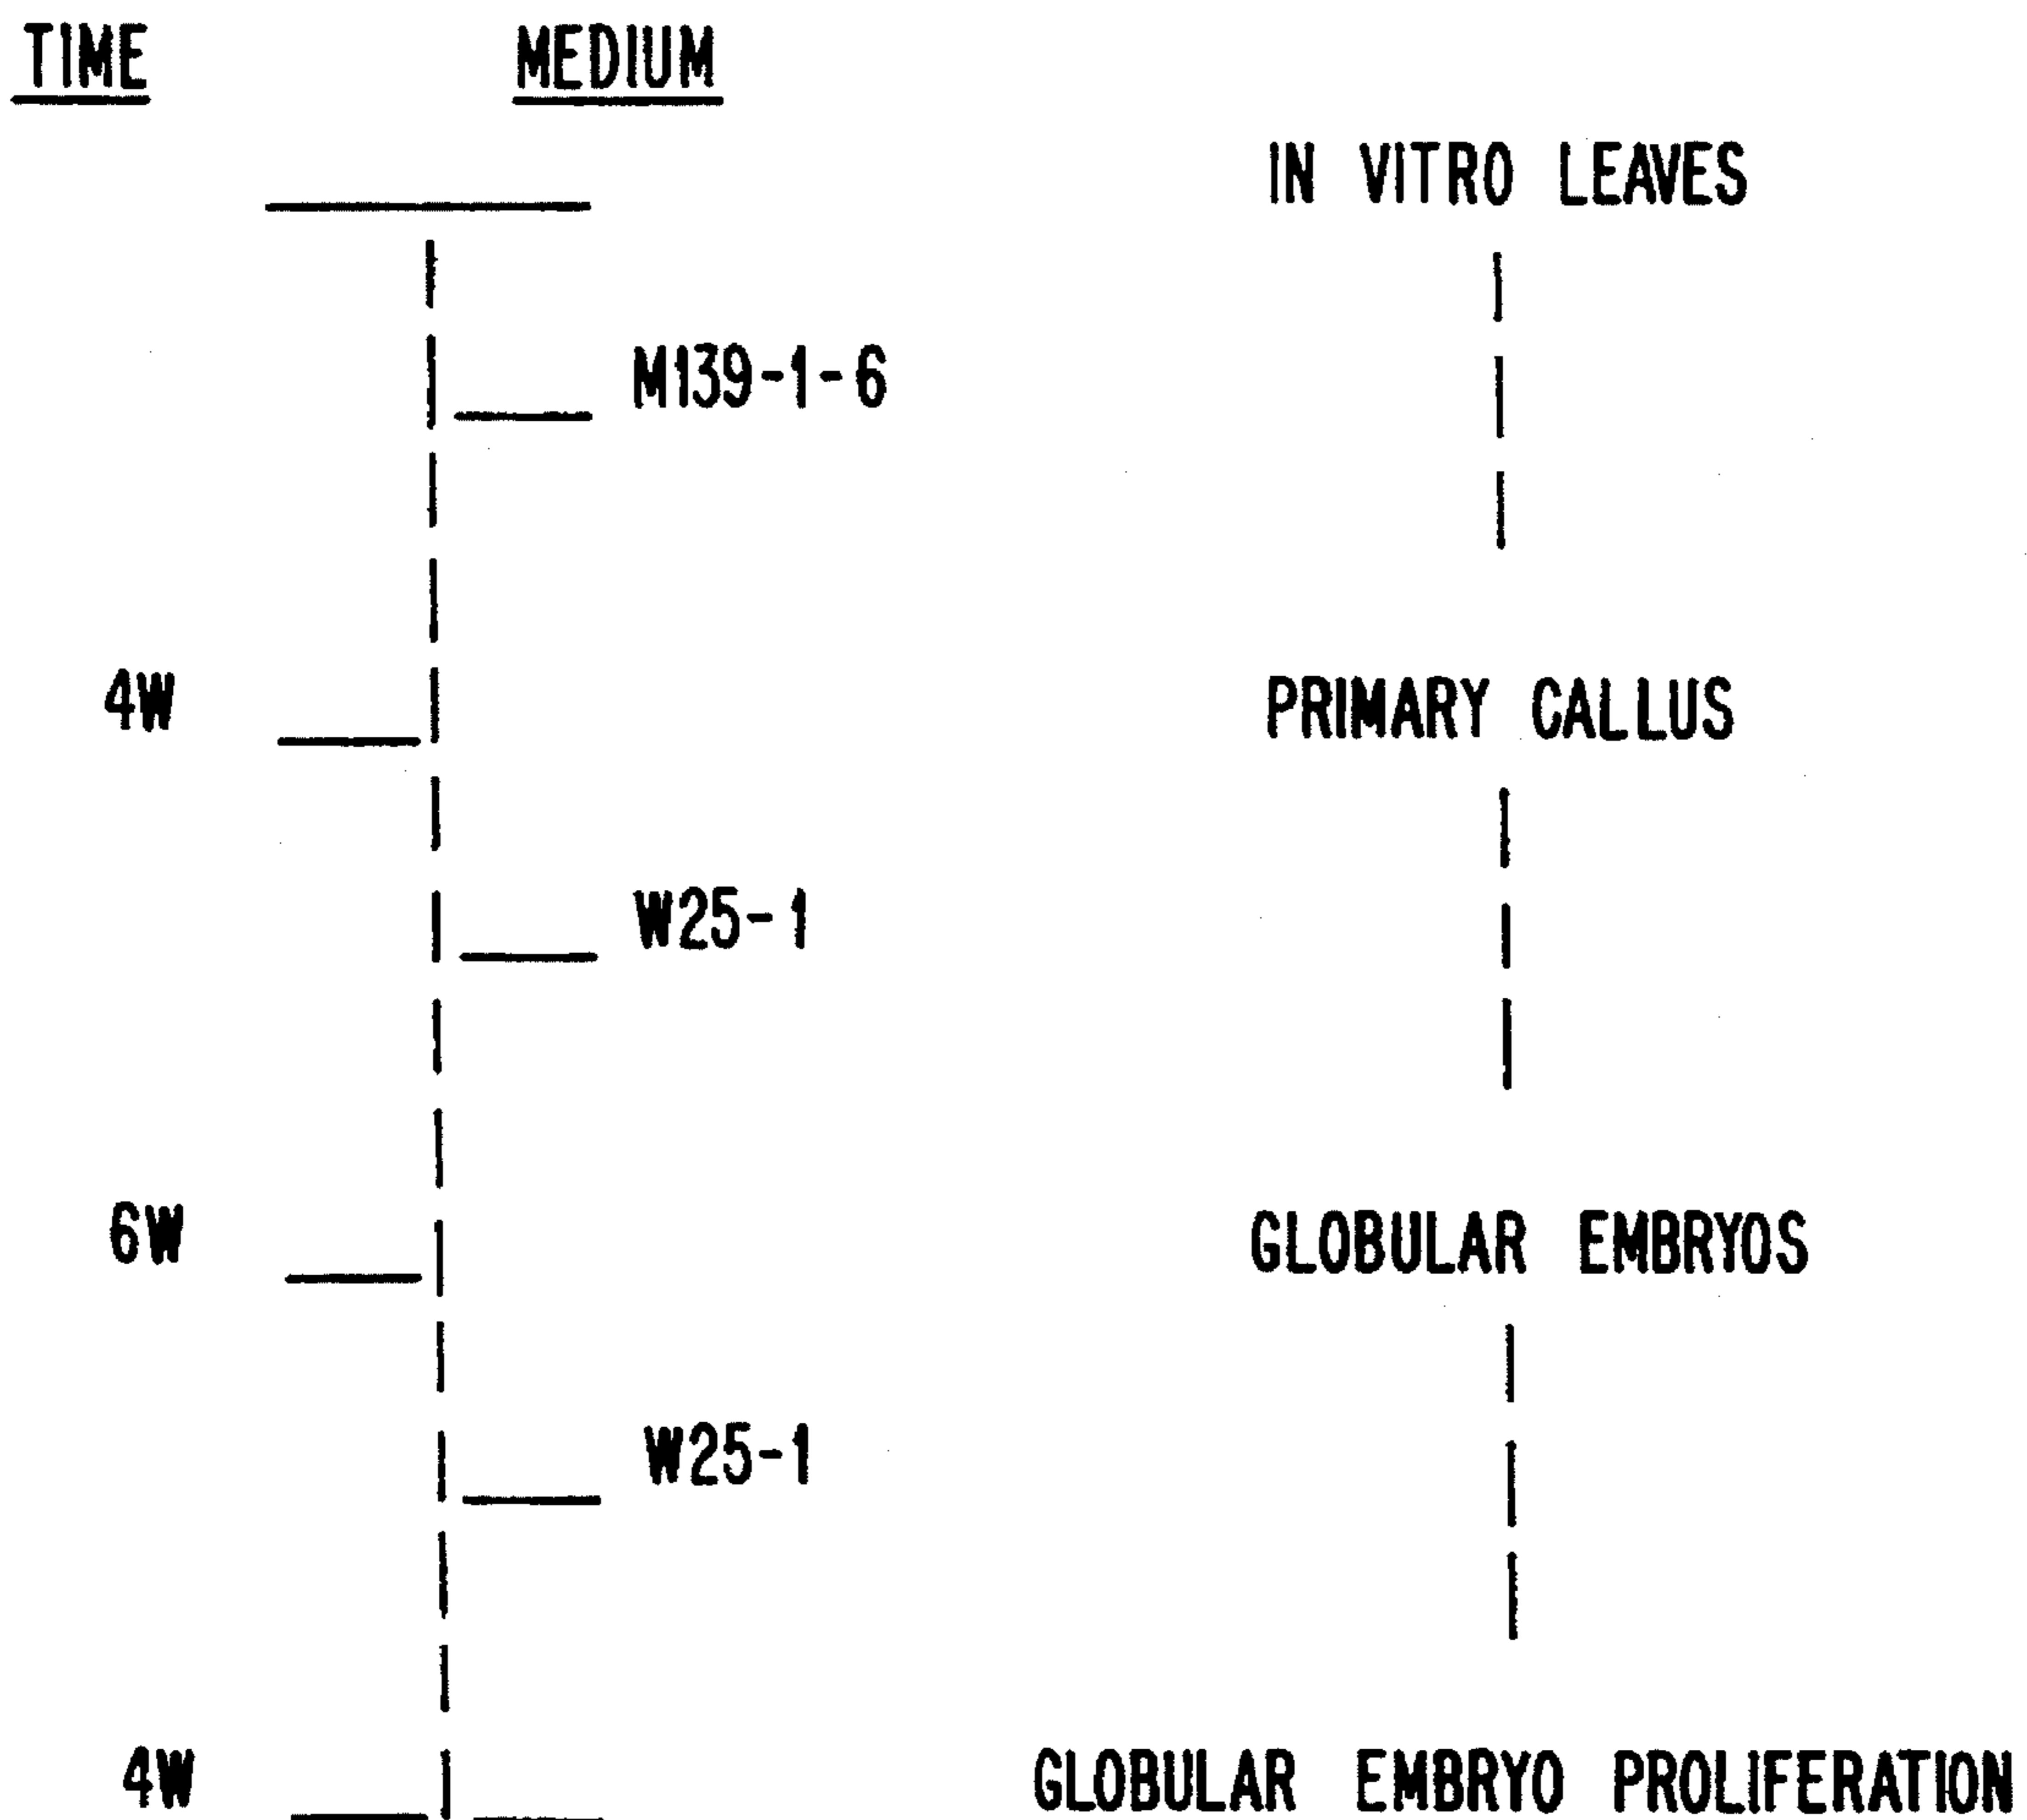 TIME MEDIUM
IN VITRO LEAVES
M139-1-6
4W PRIMARY CALLUS
W25-1
6W GLOBULAR EMBRYOS
W25-1
4W GLOBULAR EMBRYO PROLIFERATION